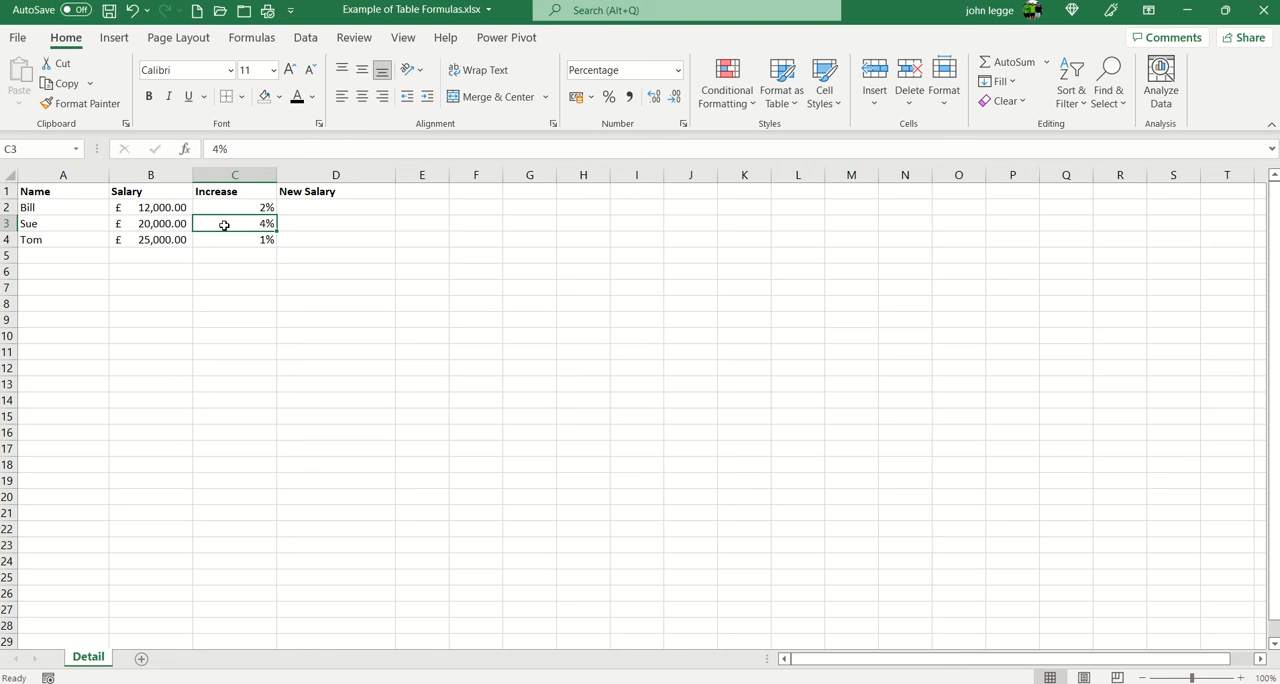 AutoSave Off Example of Table Formulas.xlsx Search (Alt+Q) john legge
File Home Insert Page Layout Formulas Data Review View Help Power Pivot Comments Share
Paste Cut Copy Format Painter Calibri 11 B I U A Wrap Text Merge & Center Percentage % Conditional Formatting Format as Table Cell Styles Insert Delete Format AutoSum Fill Clear Sort & Filter Find & Select Analyze Data
Clipboard Font Alignment Number Styles Cells Editing Analysis
C3 fx 4%
A B C D E F G H I J K L M N O P Q R S T
1 Name Salary Increase New Salary
2 Bill £ 12,000.00 2%
3 Sue £ 20,000.00 4%
4 Tom £ 25,000.00 1%
5
6
7
8
9
10
11
12
13
14
15
16
17
18
19
20
21
22
23
24
25
26
27
28
29
Detail
Ready 100%